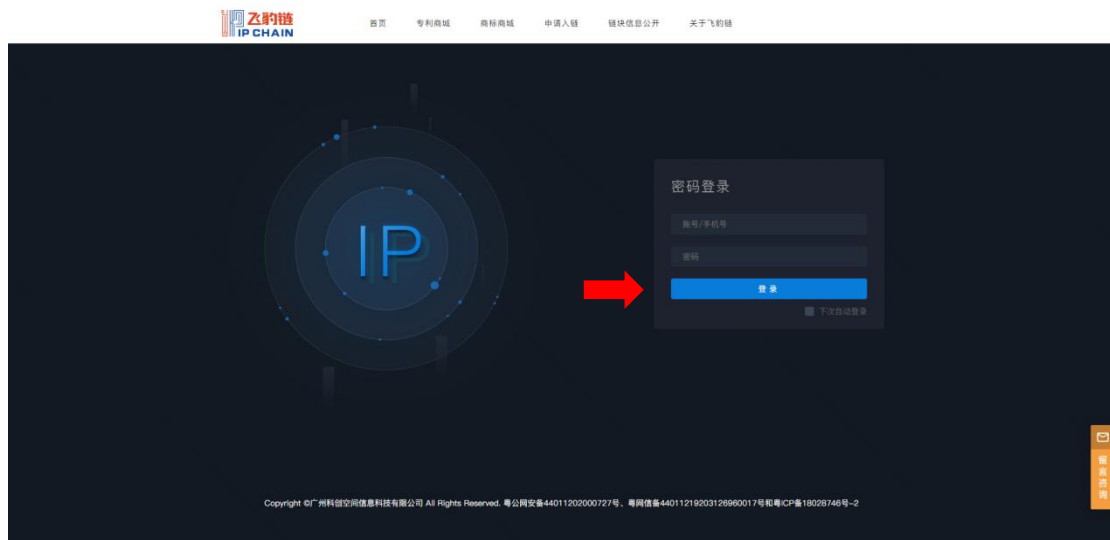 飞豹链
IP CHAIN
首页 专利商城 商标商城 申请入链 链块信息公开 关于飞豹链
IP
密码登录
账号/手机号
密码
登 录
下次自动登录
留言咨询
Copyright ©广州科创空间信息科技有限公司 All Rights Reserved. 粤公网安备44011202000727号、粤网信备44011219203126960017号和粤ICP备18028746号-2